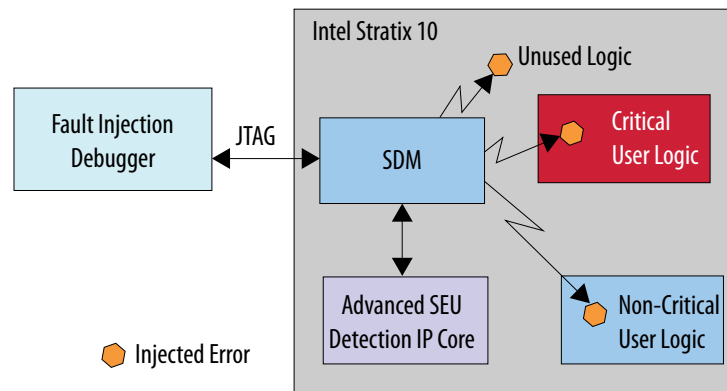 Intel Stratix 10
Unused Logic
Fault Injection
Debugger
JTAG
SDM
Critical
User Logic
Advanced SEU
Detection IP Core
Non-Critical
User Logic
Injected Error